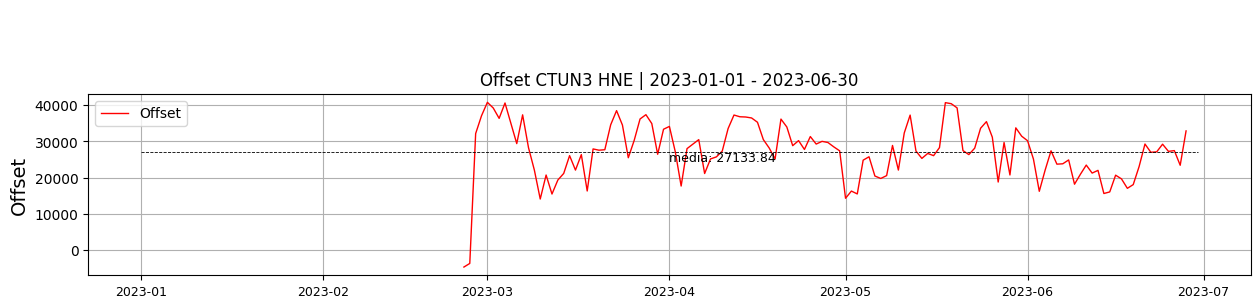 Offset CTUN3 HNE | 2023-01-01 - 2023-06-30
Offset
Offset
40000
30000
20000
10000
0
media: 27133.84
2023-01 2023-02 2023-03 2023-04 2023-05 2023-06 2023-07